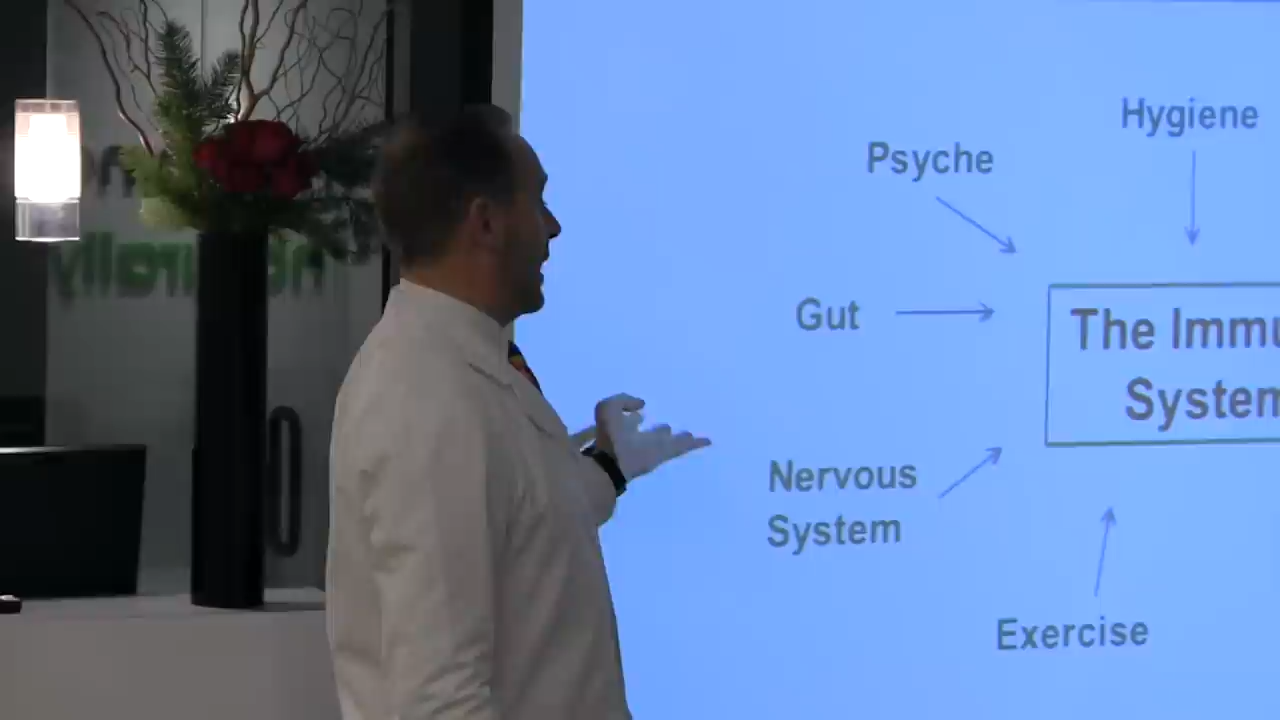 Hygiene
Psyche
Gut
The Immu
System
Nervous
System
Exercise